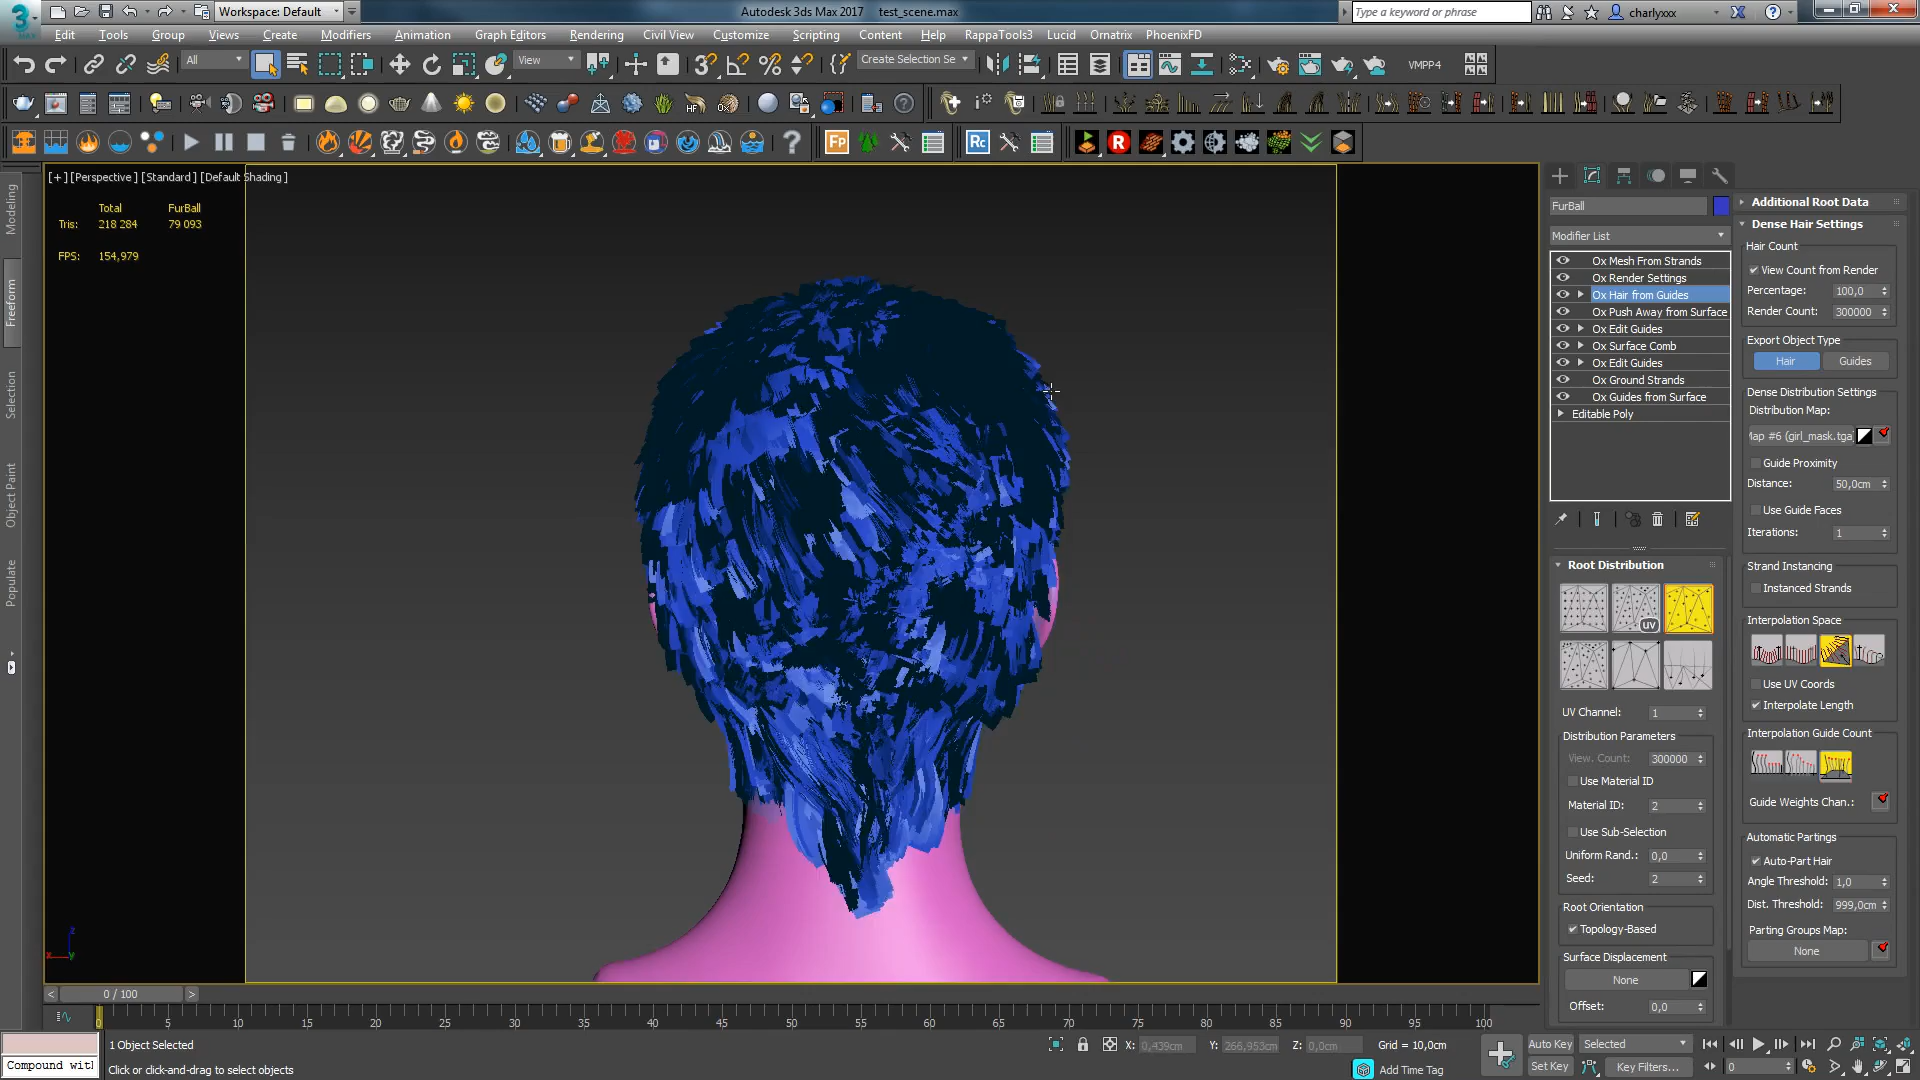 Workspace: Default
Autodesk 3ds Max 2017 test_scene.max
Type a keyword or phrase
charlyxxx
3
MAX
Edit Tools Group Views Create Modifiers Animation Graph Editors Rendering Civil View Customize Scripting Content Help RappaTools3 Lucid Ornatrix PhoenixFD
All
View
Create Selection Se
VMPP4
HF
Fp
Rc
R
[+] [Perspective ] [Standard ] [Default Shading ]
Total FurBall
Tris: 218 284 79 093
FPS: 154,979
Modeling
Freeform
Selection
Object Paint
Populate
FurBall
Modifier List
Ox Mesh From Strands
Ox Render Settings
Ox Hair from Guides
Ox Push Away from Surface
Ox Edit Guides
Ox Surface Comb
Ox Edit Guides
Ox Ground Strands
Ox Guides from Surface
Editable Poly
Root Distribution
UV
UV Channel: 1
Distribution Parameters
View. Count: 300000
Use Material ID
Material ID: 2
Use Sub-Selection
Uniform Rand.: 0,0
Seed: 2
Root Orientation
Topology-Based
Surface Displacement
None
Offset: 0,0
Additional Root Data
Dense Hair Settings
Hair Count
View Count from Render
Percentage: 100,0
Render Count: 300000
Export Object Type
Hair Guides
Dense Distribution Settings
Distribution Map:
Map #6 (girl_mask.tga
Guide Proximity
Distance: 50,0cm
Use Guide Faces
Iterations: 1
Strand Instancing
Instanced Strands
Interpolation Space
Use UV Coords
Interpolate Length
Interpolation Guide Count
Guide Weights Chan.:
Automatic Partings
Auto-Part Hair
Angle Threshold: 1,0
Dist. Threshold: 999,0cm
Parting Groups Map:
None
z
x
y
< 0 / 100 >
0 5 10 15 20 25 30 35 40 45 50 55 60 65 70 75 80 85 90 95 100
1 Object Selected
X: 0,439cm Y: 266,953cm Z: 0,0cm Grid = 10,0cm
Auto Key Selected
Compound witl
Click or click-and-drag to select objects
Add Time Tag
Set Key Key Filters...
0